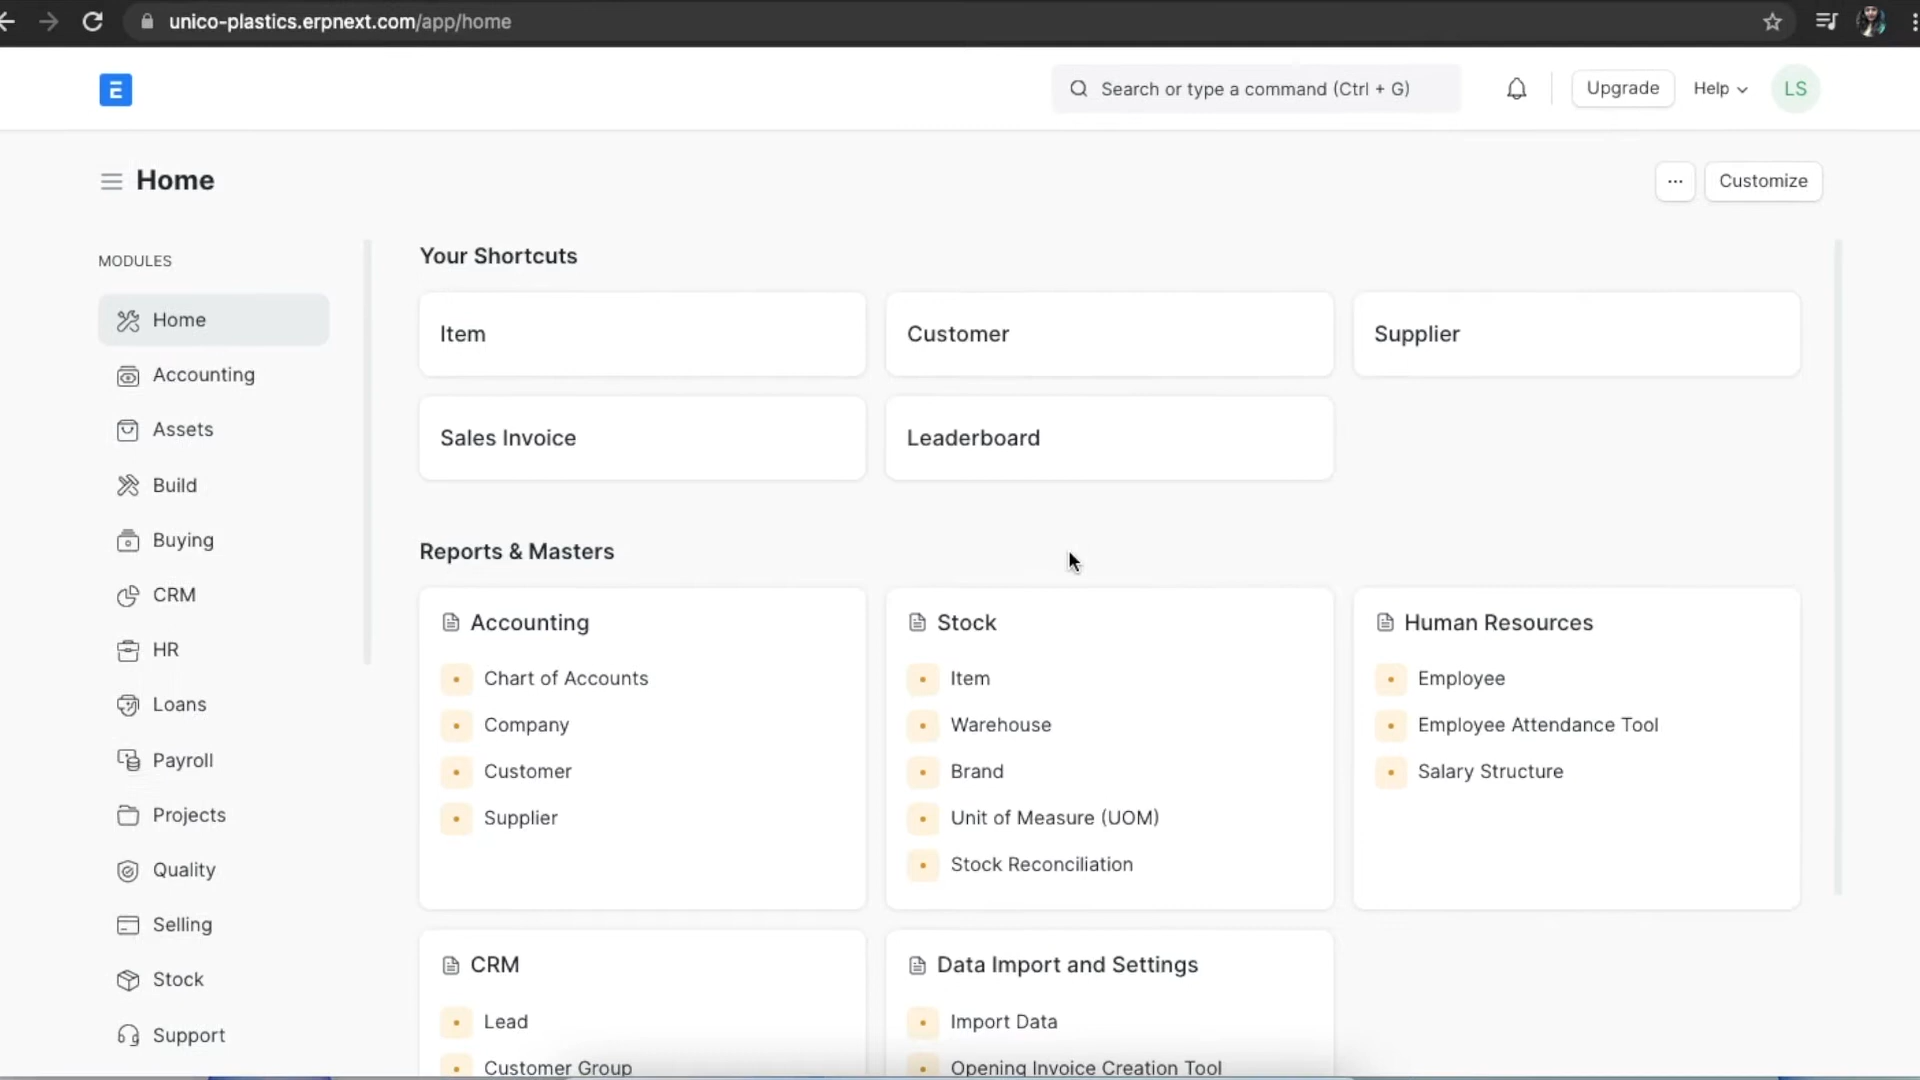 unico-plastics.erpnext.com/app/home
E
Search or type a command (Ctrl + G)
Upgrade
Help
LS
Home
...
Customize
MODULES
Home
Accounting
Assets
Build
Buying
CRM
HR
Loans
Payroll
Projects
Quality
Selling
Stock
Support
Your Shortcuts
Item
Customer
Supplier
Sales Invoice
Leaderboard
Reports & Masters
Accounting
Chart of Accounts
Company
Customer
Supplier
Stock
Item
Warehouse
Brand
Unit of Measure (UOM)
Stock Reconciliation
Human Resources
Employee
Employee Attendance Tool
Salary Structure
CRM
Lead
Customer Group
Data Import and Settings
Import Data
Opening Invoice Creation Tool